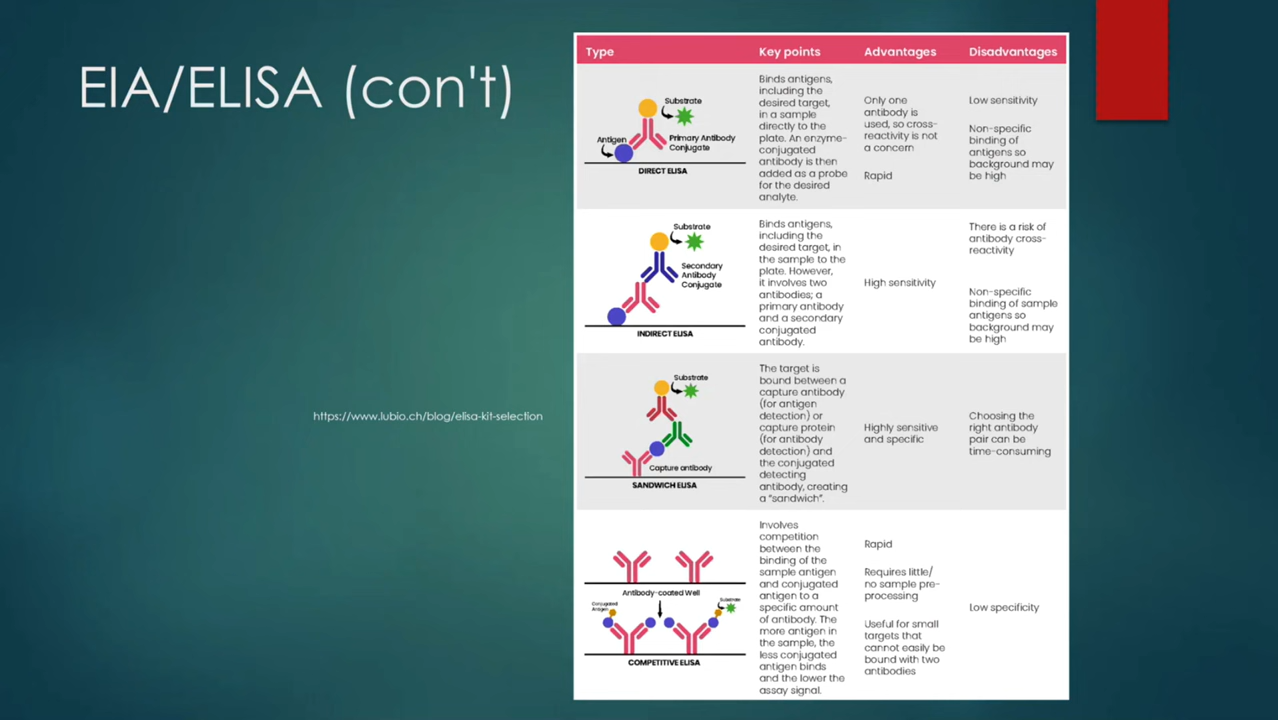 EIA/ELISA (con't)
https://www.lubio.ch/blog/elisa-kit-selection
Type Key points Advantages Disadvantages
Substrate
Antigen
Primary Antibody
Conjugate
DIRECT ELISA
Binds antigens,
including the
desired target,
in a sample
directly to the
plate. An enzyme-
conjugated
antibody is then
added as a probe
for the desired
analyte.
Only one
antibody is
used, so cross-
reactivity is not
a concern
Rapid
Low sensitivity
Non-specific
binding of
antigens so
background may
be high
Substrate
Secondary
Antibody
Conjugate
INDIRECT ELISA
Binds antigens,
including the
desired target, in
the sample to the
plate. However,
it involves two
antibodies; a
primary antibody
and a secondary
conjugated
antibody.
High sensitivity
There is a risk of
antibody cross-
reactivity
Non-specific
binding of sample
antigens so
background may
be high
Substrate
Capture antibody
SANDWICH ELISA
The target is
bound between a
capture antibody
(for antigen
detection) or
capture protein
(for antibody
detection) and
the conjugated
detecting
antibody, creating
a “sandwich”.
Highly sensitive
and specific
Choosing the
right antibody
pair can be
time-consuming
Antibody-coated Well
Conjugated
Antigen
Substrate
COMPETITIVE ELISA
Involves
competition
between the
binding of the
sample antigen
and conjugated
antigen to a
specific amount
of antibody. The
more antigen in
the sample, the
less conjugated
antigen binds
and the lower the
assay signal.
Rapid
Requires little/
no sample pre-
processing
Useful for small
targets that
cannot easily be
bound with two
antibodies
Low specificity